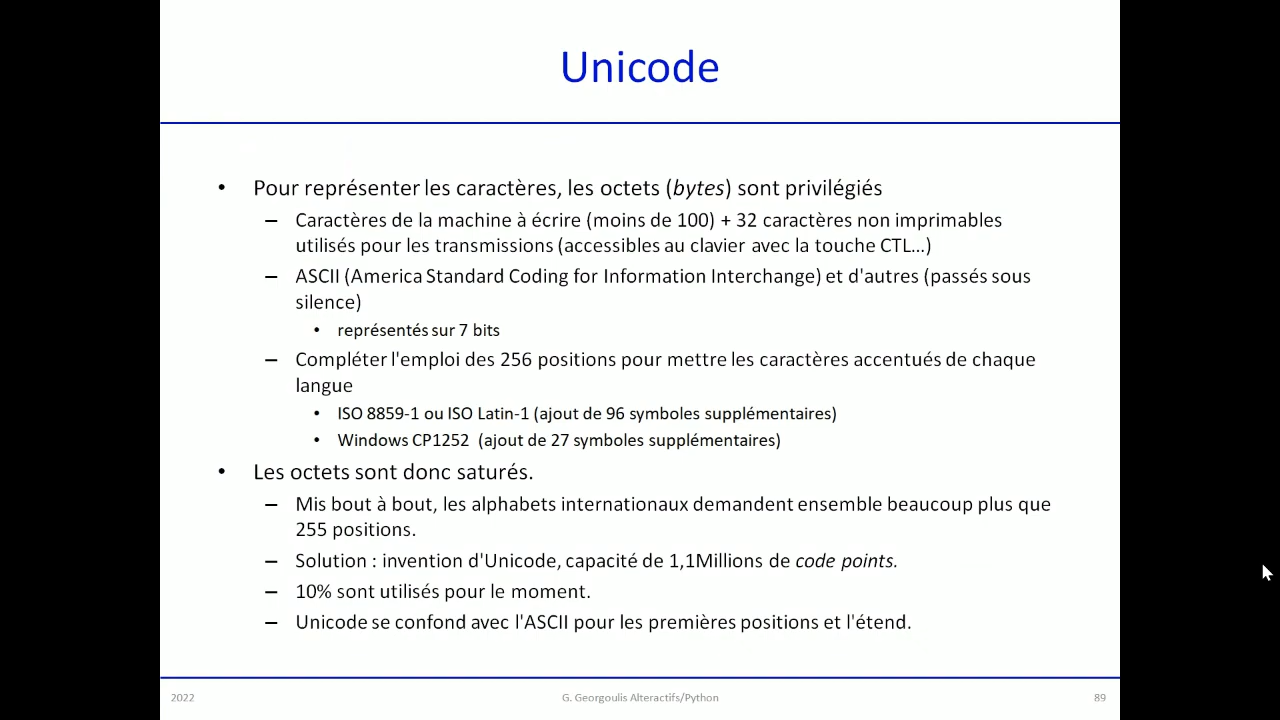 Unicode
• Pour représenter les caractères, les octets (bytes) sont privilégiés
– Caractères de la machine à écrire (moins de 100) + 32 caractères non imprimables
utilisés pour les transmissions (accessibles au clavier avec la touche CTL…)
– ASCII (America Standard Coding for Information Interchange) et d'autres (passés sous
silence)
• représentés sur 7 bits
– Compléter l'emploi des 256 positions pour mettre les caractères accentués de chaque
langue
• ISO 8859-1 ou ISO Latin-1 (ajout de 96 symboles supplémentaires)
• Windows CP1252 (ajout de 27 symboles supplémentaires)
• Les octets sont donc saturés.
– Mis bout à bout, les alphabets internationaux demandent ensemble beaucoup plus que
255 positions.
– Solution : invention d'Unicode, capacité de 1,1Millions de code points.
– 10% sont utilisés pour le moment.
– Unicode se confond avec l'ASCII pour les premières positions et l'étend.
2022
G. Georgoulis Alteractifs/Python
89